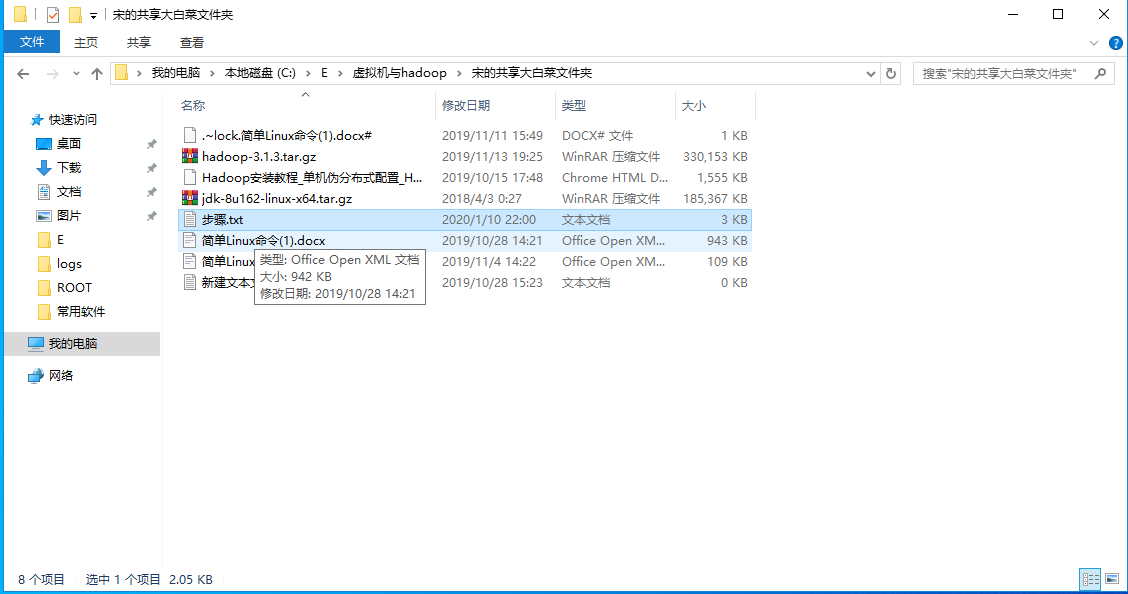 宋的共享大白菜文件夹
文件 主页 共享 查看
我的电脑 本地磁盘 (C:) E 虚拟机与hadoop 宋的共享大白菜文件夹 搜索"宋的共享大白菜文件夹"
名称 修改日期 类型 大小
快速访问
桌面
下载
文档
图片
E
logs
ROOT
常用软件
我的电脑
网络
.~lock.简单Linux命令(1).docx# 2019/11/11 15:49 DOCX# 文件 1 KB
hadoop-3.1.3.tar.gz 2019/11/13 19:25 WinRAR 压缩文件 330,153 KB
Hadoop安装教程_单机伪分布式配置_H... 2019/10/15 17:48 Chrome HTML D... 1,555 KB
jdk-8u162-linux-x64.tar.gz 2018/4/3 0:27 WinRAR 压缩文件 185,367 KB
步骤.txt 2020/1/10 22:00 文本文档 3 KB
简单Linux命令(1).docx 2019/10/28 14:21 Office Open XM... 943 KB
简单Linux 2019/11/4 14:22 Office Open XM... 109 KB
新建文本 2019/10/28 15:23 文本文档 0 KB
类型: Office Open XML 文档
大小: 942 KB
修改日期: 2019/10/28 14:21
8 个项目 选中 1 个项目 2.05 KB